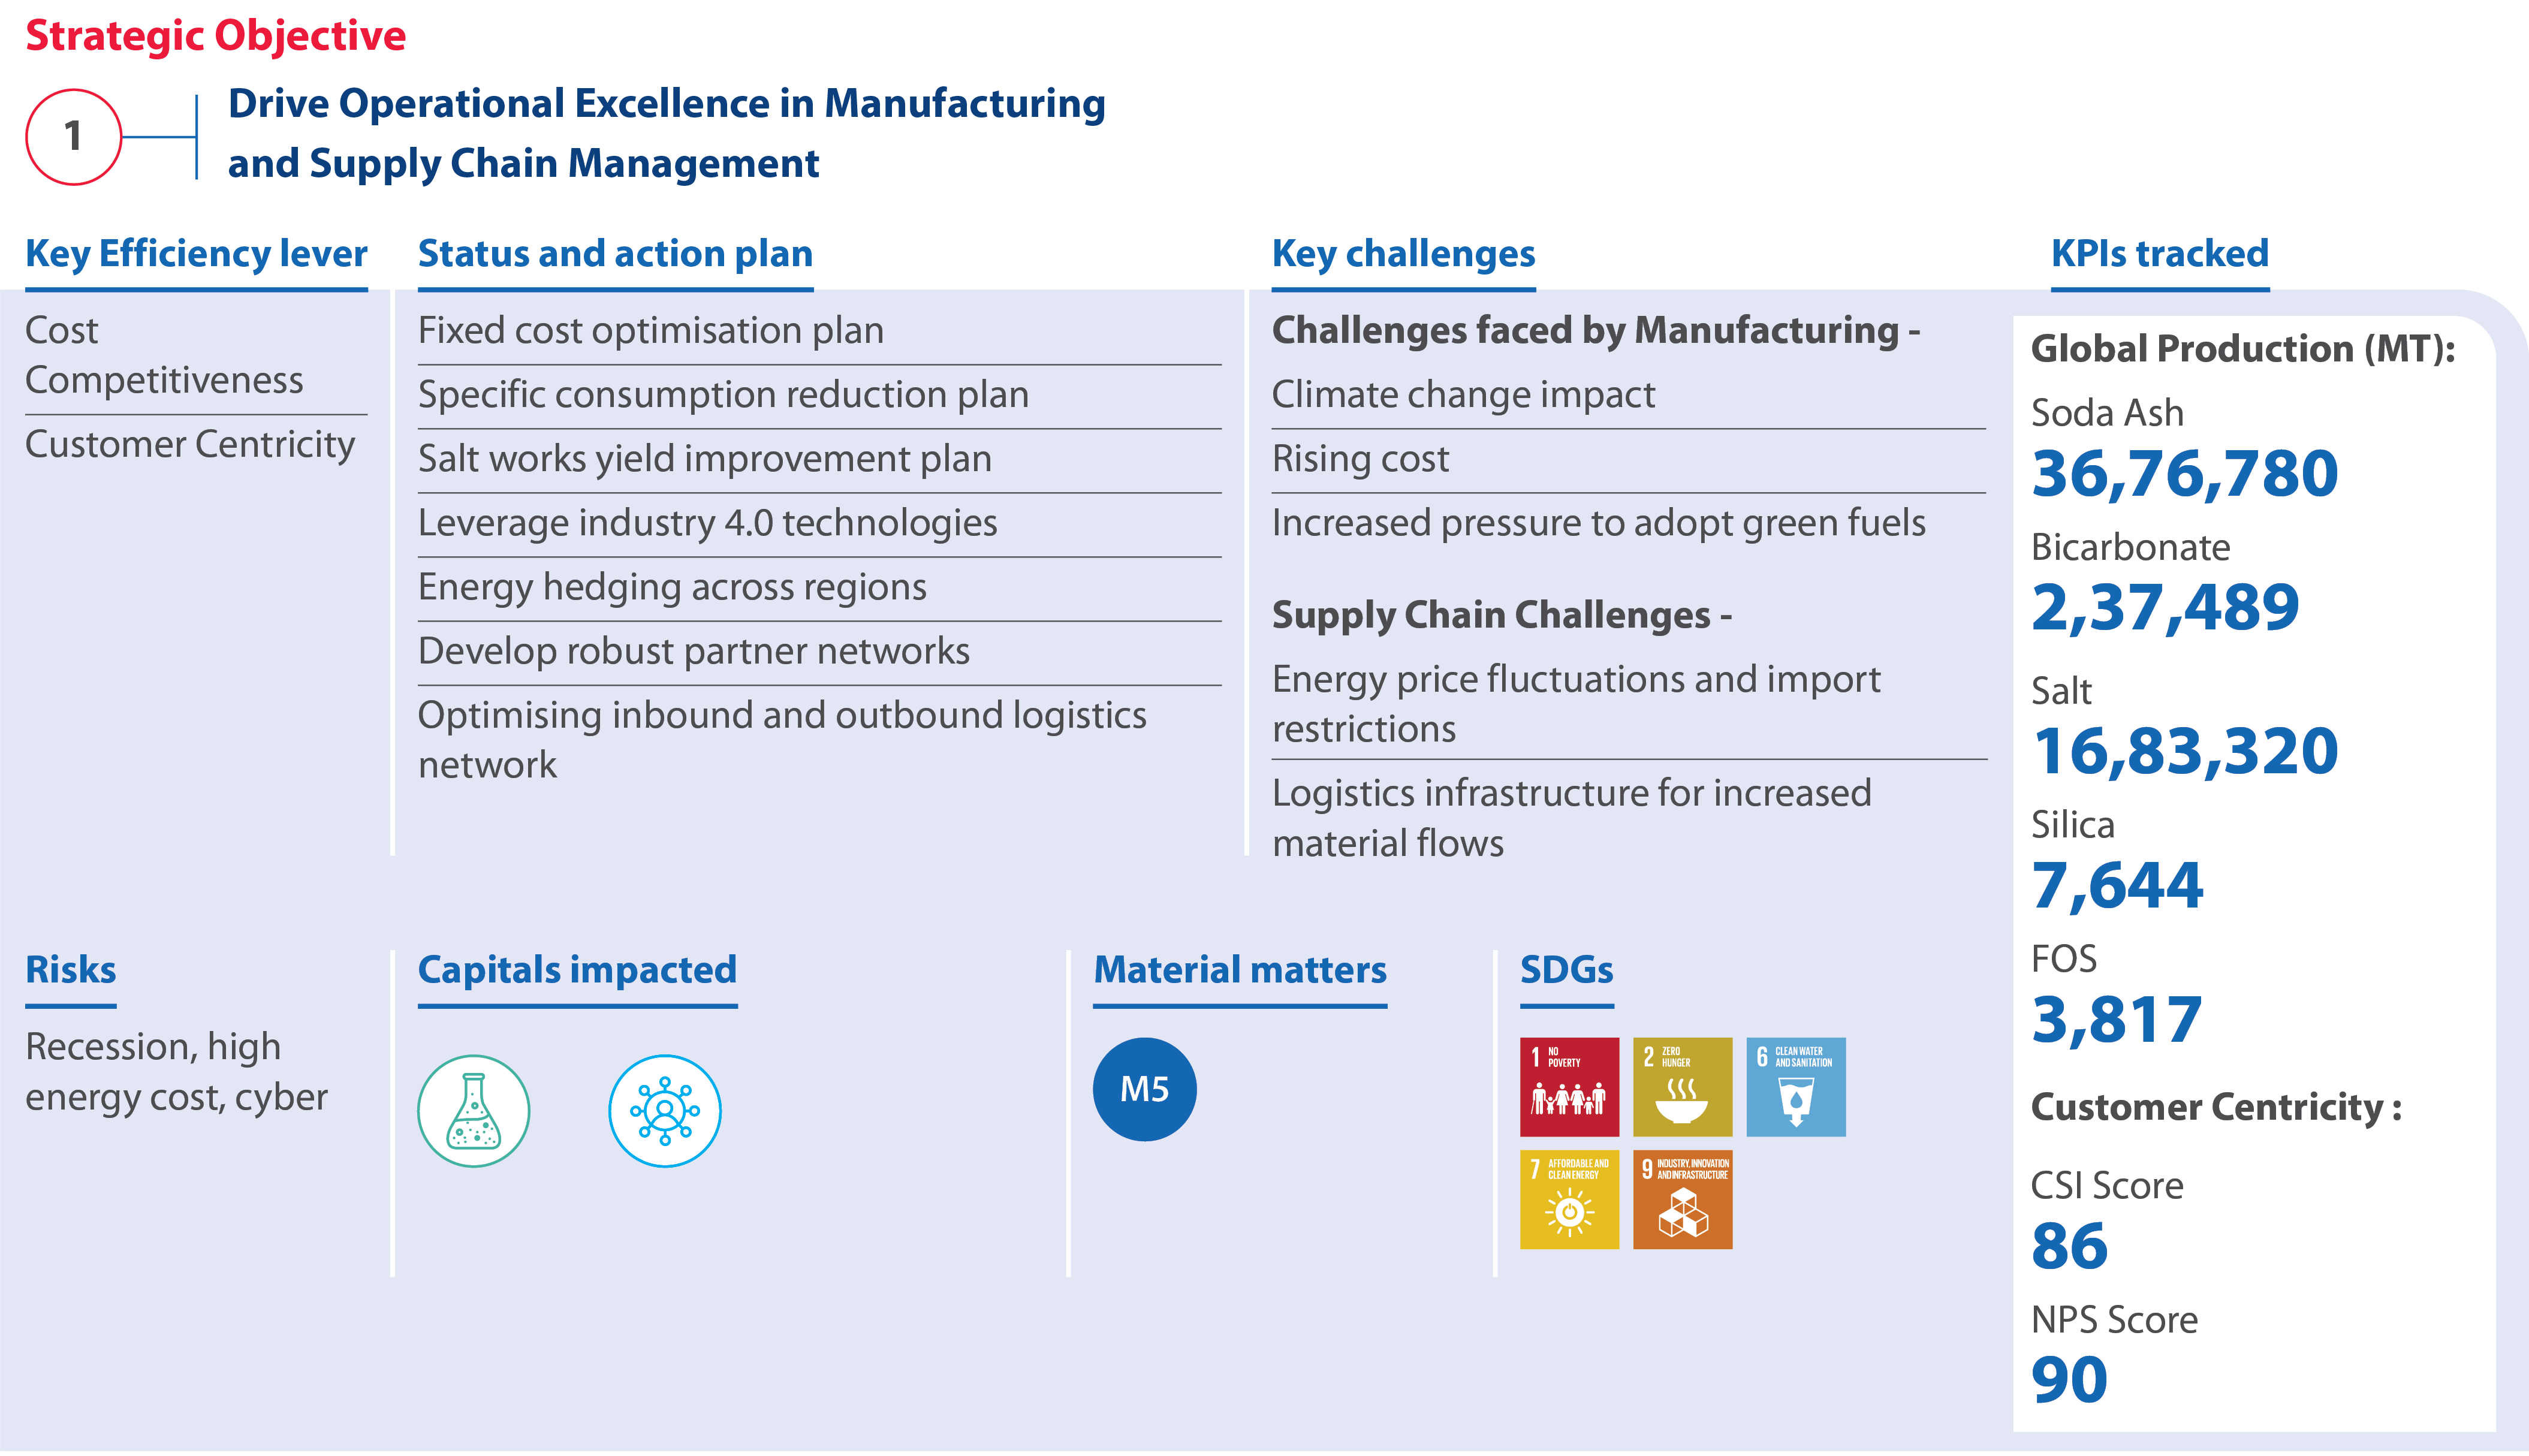 Strategic Objective
1
Drive Operational Excellence in Manufacturing
and Supply Chain Management
Key Efficiency lever
Cost
Competitiveness
Customer Centricity
Status and action plan
Fixed cost optimisation plan
Specific consumption reduction plan
Salt works yield improvement plan
Leverage industry 4.0 technologies
Energy hedging across regions
Develop robust partner networks
Optimising inbound and outbound logistics
network
Key challenges
Challenges faced by Manufacturing -
Climate change impact
Rising cost
Increased pressure to adopt green fuels
Supply Chain Challenges -
Energy price fluctuations and import
restrictions
Logistics infrastructure for increased
material flows
KPIs tracked
Global Production (MT):
Soda Ash
36,76,780
Bicarbonate
2,37,489
Salt
16,83,320
Silica
7,644
FOS
3,817
Customer Centricity :
CSI Score
86
NPS Score
90
Risks
Recession, high
energy cost, cyber
Capitals impacted
Material matters
M5
SDGs
1 NO
POVERTY
2 ZERO
HUNGER
6 CLEAN WATER
AND SANITATION
7 AFFORDABLE AND
CLEAN ENERGY
9 INDUSTRY, INNOVATION
AND INFRASTRUCTURE